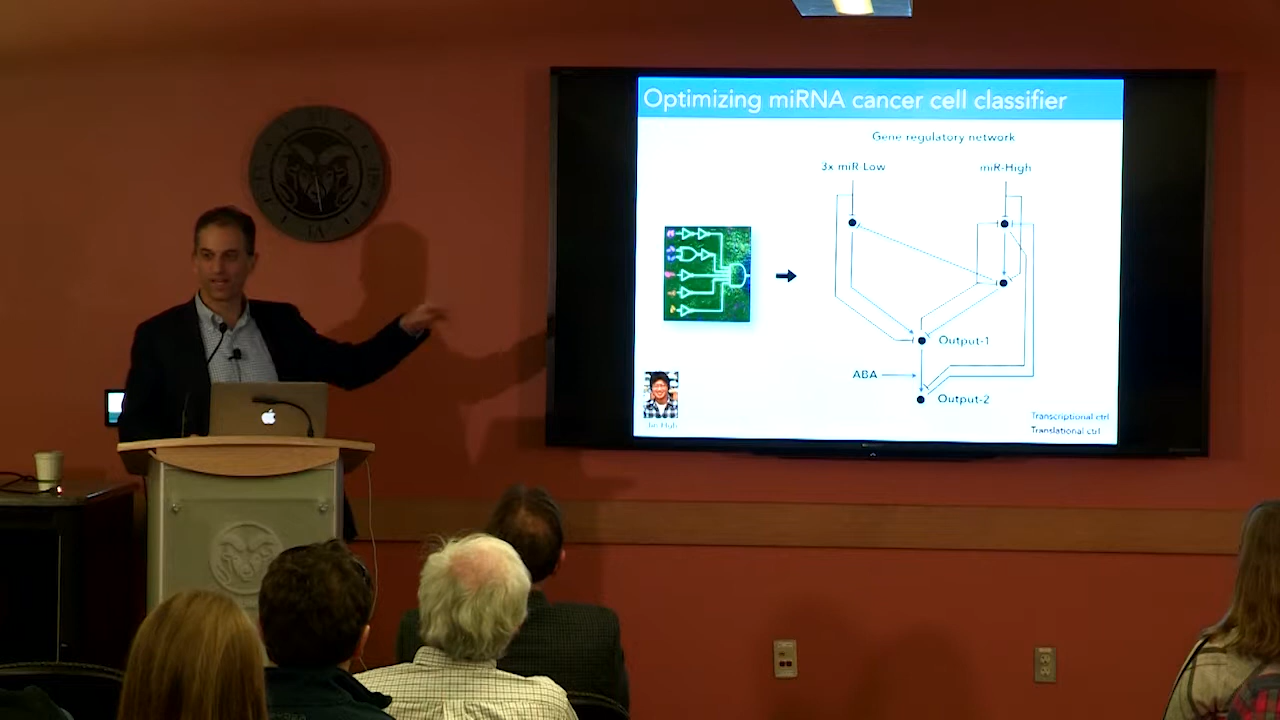 Optimizing miRNA cancer cell classifier
Gene regulatory network
3x miR-Low
miR-High
Output-1
ABA
Output-2
Transcriptional ctrl
Translational ctrl